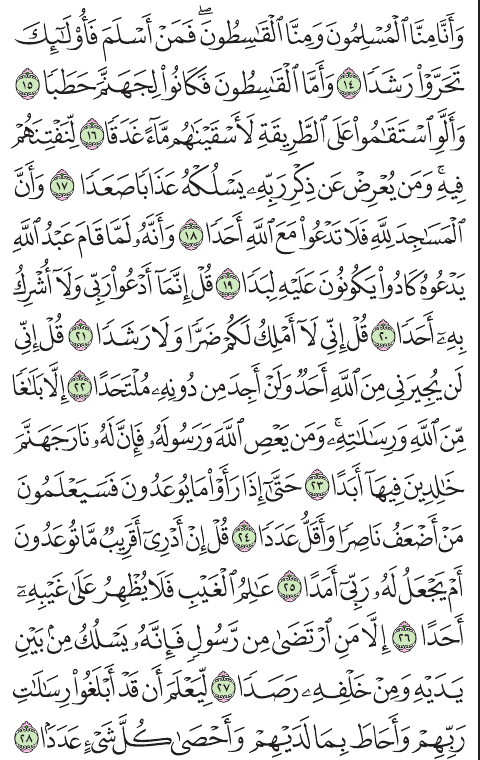 وَأَنَّا مِنَّا ٱلْمُسْلِمُونَ وَمِنَّا ٱلْقَٰسِطُونَۖ فَمَنْ أَسْلَمَ فَأُوْلَٰٓئِكَ
تَحَرَّوْاْ رَشَدًا ١٤ وَأَمَّا ٱلْقَٰسِطُونَ فَكَانُواْ لِجَهَنَّمَ حَطَبًا ١٥
وَأَلَّوِ ٱسْتَقَٰمُواْ عَلَى ٱلطَّرِيقَةِ لَأَسْقَيْنَٰهُم مَّآءً غَدَقًا ١٦ لِّنَفْتِنَهُمْ
فِيهِۚ وَمَن يُعْرِضْ عَن ذِكْرِ رَبِّهِۦ يَسْلُكْهُ عَذَابًا صَعَدًا ١٧ وَأَنَّ
ٱلْمَسَٰجِدَ لِلَّهِ فَلَا تَدْعُواْ مَعَ ٱللَّهِ أَحَدًا ١٨ وَأَنَّهُۥ لَمَّا قَامَ عَبْدُ ٱللَّهِ
يَدْعُوهُ كَادُواْ يَكُونُونَ عَلَيْهِ لِبَدًا ١٩ قُلْ إِنَّمَآ أَدْعُواْ رَبِّي وَلَآ أُشْرِكُ
بِهِۦٓ أَحَدًا ٢٠ قُلْ إِنِّي لَآ أَمْلِكُ لَكُمْ ضَرًّا وَلَا رَشَدًا ٢١ قُلْ إِنِّي
لَن يُجِيرَنِي مِنَ ٱللَّهِ أَحَدٌ وَلَنْ أَجِدَ مِن دُونِهِۦ مُلْتَحَدًا ٢٢ إِلَّا بَلَٰغًا
مِّنَ ٱللَّهِ وَرِسَٰلَٰتِهِۦۚ وَمَن يَعْصِ ٱللَّهَ وَرَسُولَهُۥ فَإِنَّ لَهُۥ نَارَ جَهَنَّمَ
خَٰلِدِينَ فِيهَآ أَبَدًا ٢٣ حَتَّىٰٓ إِذَا رَأَوْاْ مَا يُوعَدُونَ فَسَيَعْلَمُونَ
مَنْ أَضْعَفُ نَاصِرًا وَأَقَلُّ عَدَدًا ٢٤ قُلْ إِنْ أَدْرِيٓ أَقَرِيبٌ مَّا تُوعَدُونَ
أَمْ يَجْعَلُ لَهُۥ رَبِّيٓ أَمَدًا ٢٥ عَٰلِمُ ٱلْغَيْبِ فَلَا يُظْهِرُ عَلَىٰ غَيْبِهِۦٓ
أَحَدًا ٢٦ إِلَّا مَنِ ٱرْتَضَىٰ مِن رَّسُولٍ فَإِنَّهُۥ يَسْلُكُ مِنۢ بَيْنِ
يَدَيْهِ وَمِنْ خَلْفِهِۦ رَصَدًا ٢٧ لِّيَعْلَمَ أَن قَدْ أَبْلَغُواْ رِسَٰلَٰتِ
رَبِّهِمْ وَأَحَاطَ بِمَا لَدَيْهِمْ وَأَحْصَىٰ كُلَّ شَيْءٍ عَدَدًۢا ٢٨